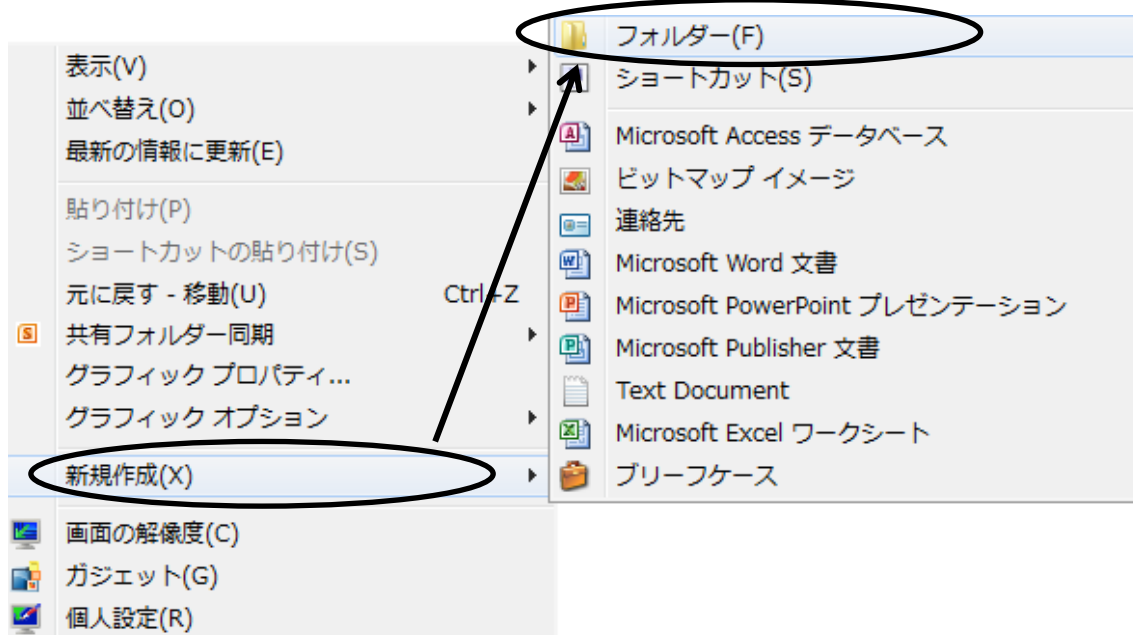 表示(V)
並べ替え(O)
最新の情報に更新(E)
貼り付け(P)
ショートカットの貼り付け(S)
元に戻す - 移動(U) Ctrl+Z
共有フォルダー同期
グラフィック プロパティ...
グラフィック オプション
新規作成(X)
画面の解像度(C)
ガジェット(G)
個人設定(R)
フォルダー(F)
ショートカット(S)
Microsoft Access データベース
ビットマップ イメージ
連絡先
Microsoft Word 文書
Microsoft PowerPoint プレゼンテーション
Microsoft Publisher 文書
Text Document
Microsoft Excel ワークシート
ブリーフケース